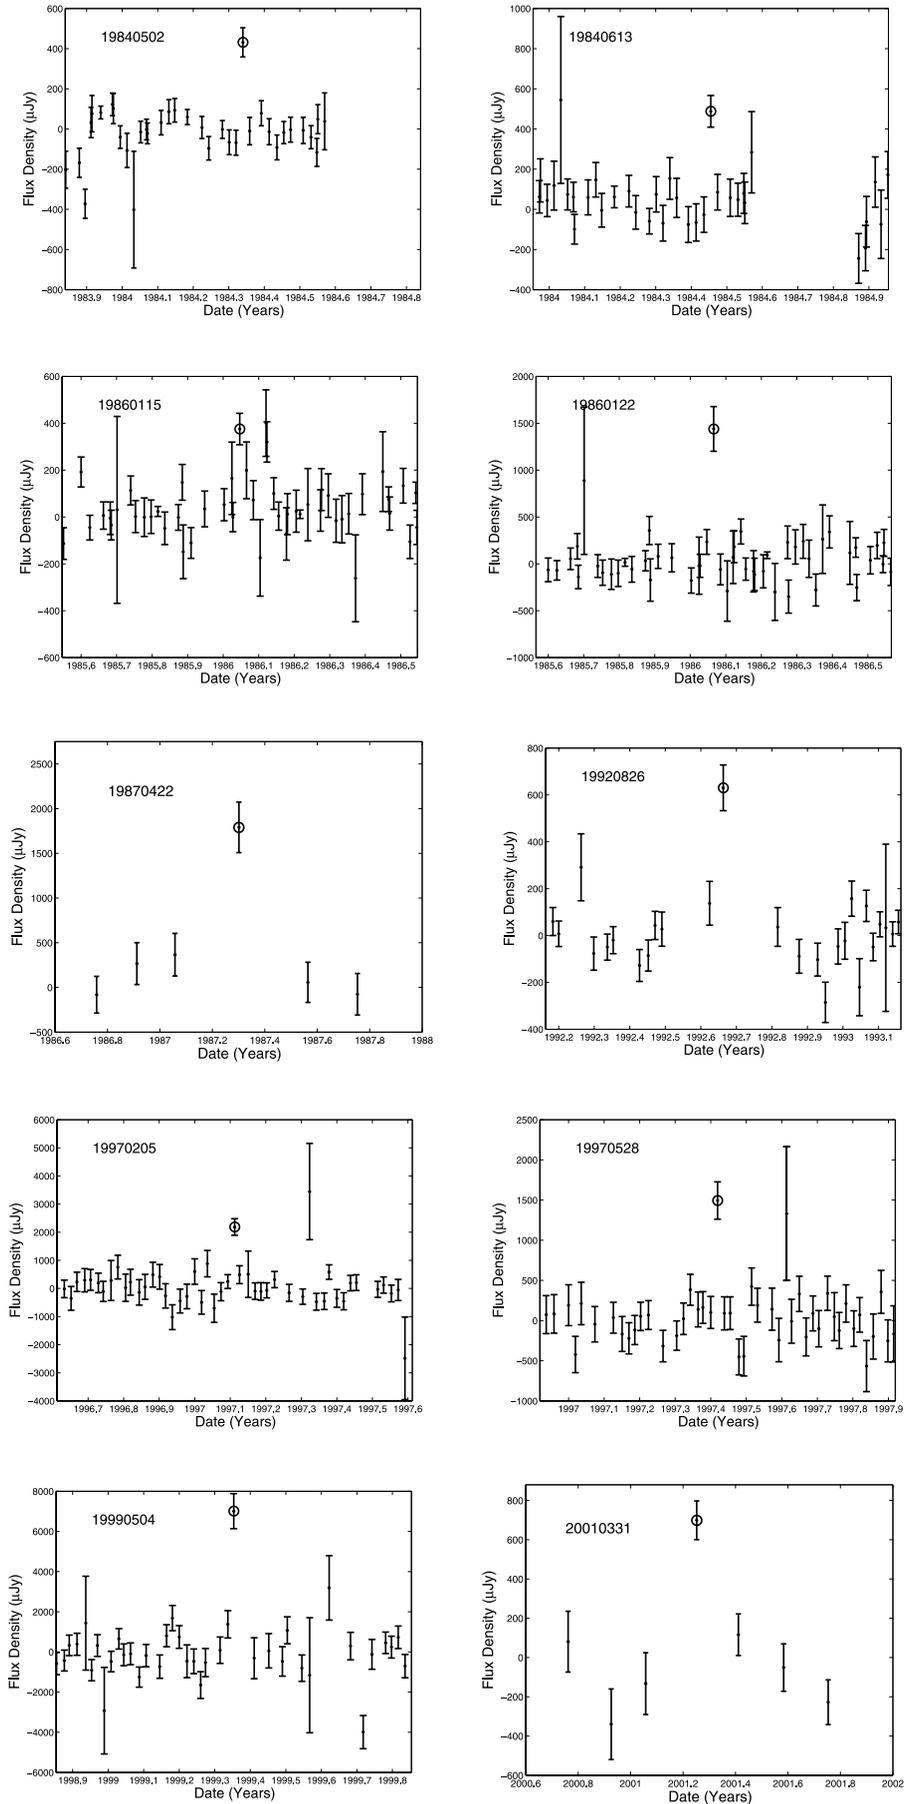 19840502
600
400
200
0
−200
−400
−600
−800
Flux Density (μJy)
1983.9 1984 1984.1 1984.2 1984.3 1984.4 1984.5 1984.6 1984.7 1984.8
Date (Years)
19840613
1000
800
600
400
200
0
−200
−400
Flux Density (μJy)
1984 1984.1 1984.2 1984.3 1984.4 1984.5 1984.6 1984.7 1984.8 1984.9
Date (Years)
19860115
600
400
200
0
−200
−400
−600
Flux Density (μJy)
1985.6 1985.7 1985.8 1985.9 1986 1986.1 1986.2 1986.3 1986.4 1986.5
Date (Years)
19860122
2000
1500
1000
500
0
−500
−1000
Flux Density (μJy)
1985.6 1985.7 1985.8 1985.9 1986 1986.1 1986.2 1986.3 1986.4 1986.5
Date (Years)
19870422
2500
2000
1500
1000
500
0
−500
Flux Density (μJy)
1986.6 1986.8 1987 1987.2 1987.4 1987.6 1987.8 1988
Date (Years)
19920826
800
600
400
200
0
−200
−400
Flux Density (μJy)
1992.2 1992.3 1992.4 1992.5 1992.6 1992.7 1992.8 1992.9 1993 1993.1
Date (Years)
19970205
6000
5000
4000
3000
2000
1000
0
−1000
−2000
−3000
−4000
Flux Density (μJy)
1996.7 1996.8 1996.9 1997 1997.1 1997.2 1997.3 1997.4 1997.5 1997.6
Date (Years)
19970528
2500
2000
1500
1000
500
0
−500
−1000
Flux Density (μJy)
1997 1997.1 1997.2 1997.3 1997.4 1997.5 1997.6 1997.7 1997.8 1997.9
Date (Years)
19990504
8000
6000
4000
2000
0
−2000
−4000
−6000
Flux Density (μJy)
1998.9 1999 1999.1 1999.2 1999.3 1999.4 1999.5 1999.6 1999.7 1999.8
Date (Years)
20010331
800
600
400
200
0
−200
−400
−600
Flux Density (μJy)
2000.6 2000.8 2001 2001.2 2001.4 2001.6 2001.8 2002
Date (Years)